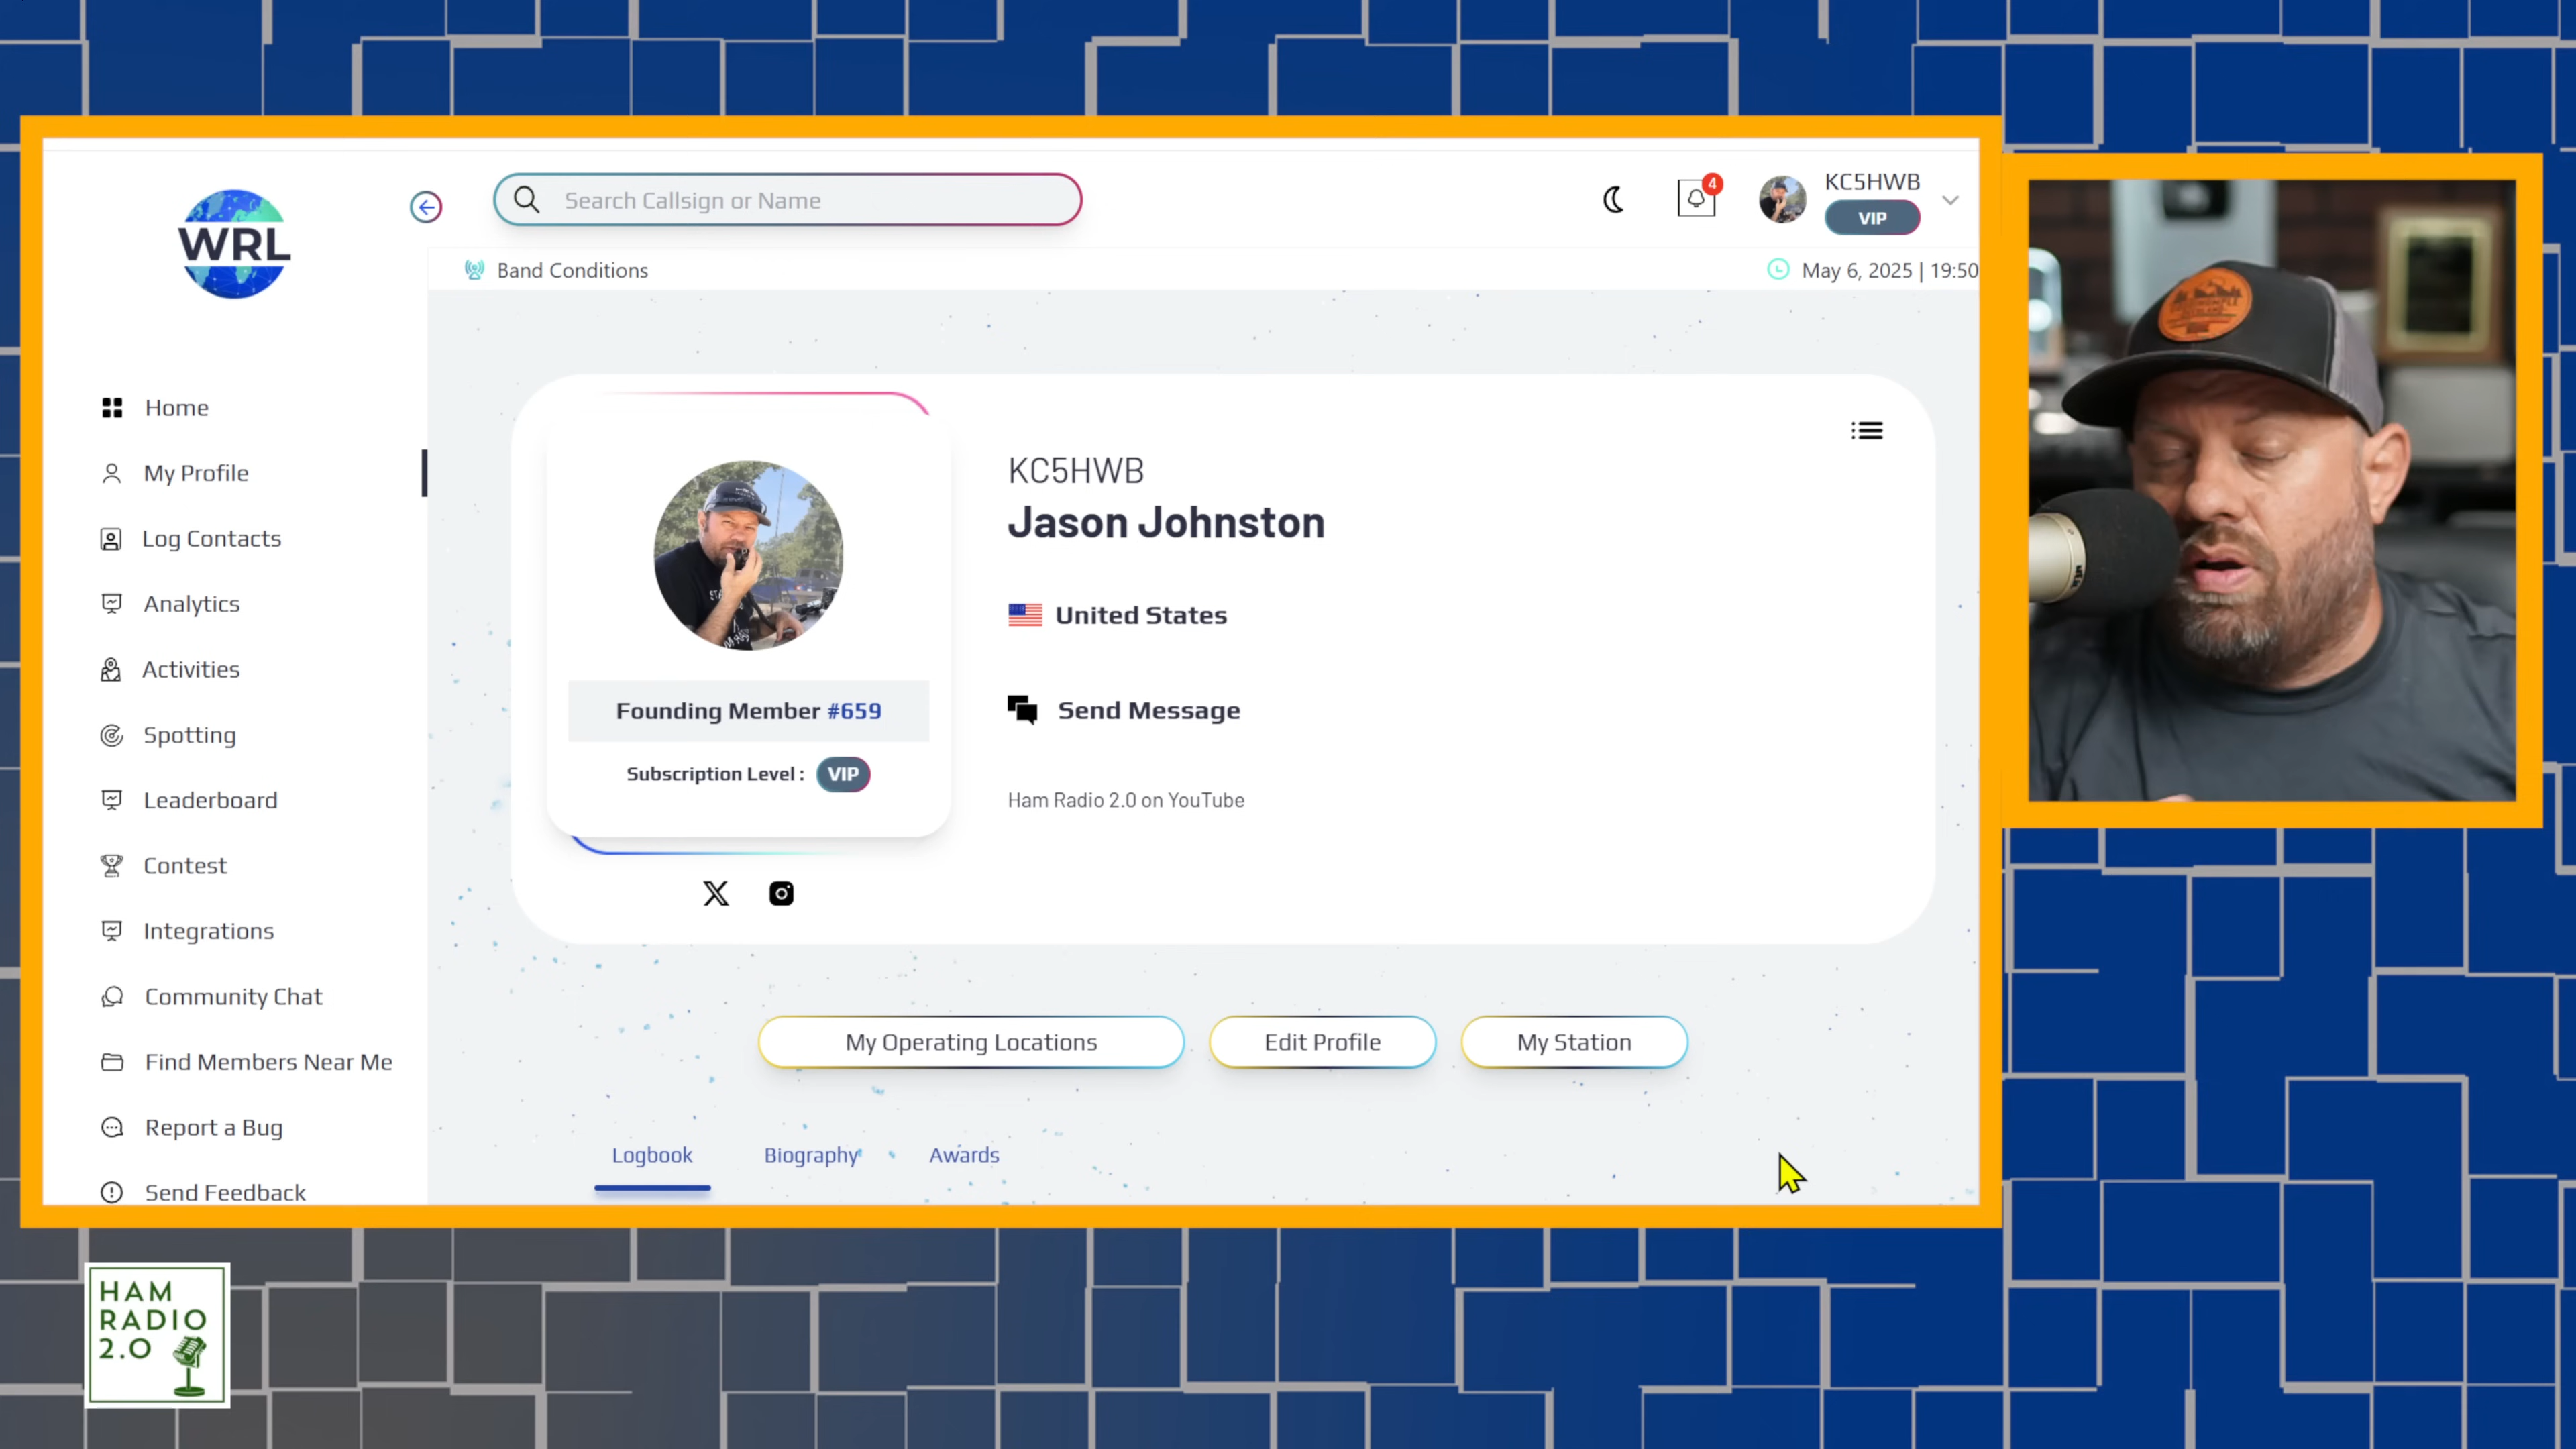 WRL
Search Callsign or Name
4
KC5HWB
VIP
Band Conditions
May 6, 2025 | 19:50
Home
My Profile
Log Contacts
Analytics
Activities
Spotting
Leaderboard
Contest
Integrations
Community Chat
Find Members Near Me
Report a Bug
Send Feedback
Founding Member #659
Subscription Level : VIP
KC5HWB
Jason Johnston
United States
Send Message
Ham Radio 2.0 on YouTube
My Operating Locations
Edit Profile
My Station
Logbook
Biography
Awards
HAM
RADIO
2.0